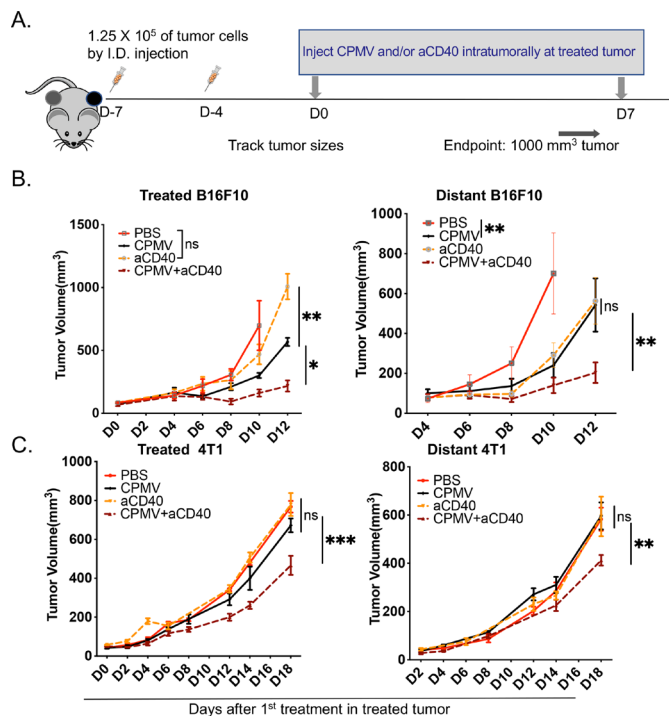 A.
1.25 X 10⁵ of tumor cells
by I.D. injection
Inject CPMV and/or aCD40 intratumorally at treated tumor
D-7 D-4 D0 D7
Track tumor sizes Endpoint: 1000 mm³ tumor
B.
Treated B16F10
Tumor Volume(mm³)
1500
1000
500
0
PBS
CPMV
aCD40
CPMV+aCD40
ns
**
*
D0 D2 D4 D6 D8 D10 D12
Distant B16F10
Tumor Volume(mm³)
1000
800
600
400
200
0
PBS
CPMV
aCD40
CPMV+aCD40
**
ns
**
D4 D6 D8 D10 D12
C.
Treated 4T1
Tumor Volume(mm³)
1000
800
600
400
200
0
PBS
CPMV
aCD40
CPMV+aCD40
ns
***
D0 D2 D4 D6 D8 D10 D12 D14 D16 D18
Distant 4T1
Tumor Volume(mm³)
800
600
400
200
0
PBS
CPMV
aCD40
CPMV+aCD40
ns
**
D2 D4 D6 D8 D10 D12 D14 D16 D18
Days after 1st treatment in treated tumor